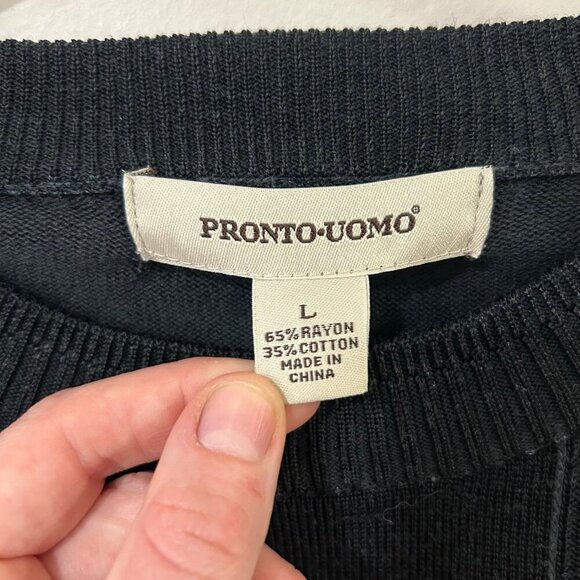 PRONTO•UOMO®
L
65% RAYON
35% COTTON
MADE IN
CHINA